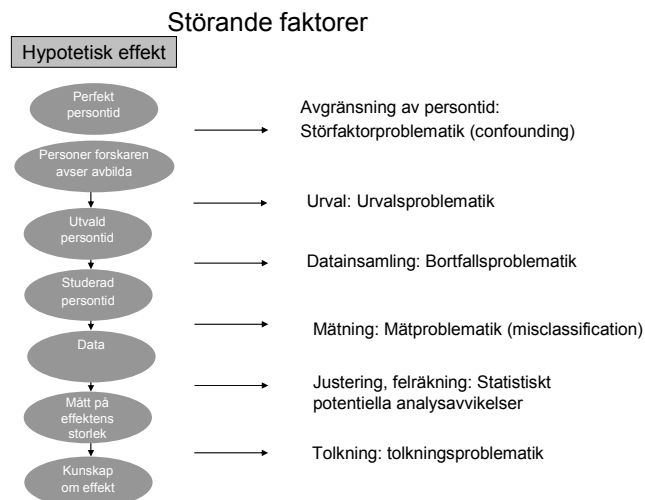 Störande faktorer
Hypotetisk effekt
Perfekt
persontid
Avgränsning av persontid:
Störfaktorproblematik (confounding)
Personer forskaren
avser avbilda
Urval: Urvalsproblematik
Utvald
persontid
Datainsamling: Bortfallsproblematik
Studerad
persontid
Mätning: Mätproblematik (misclassification)
Data
Justering, felräkning: Statistiskt
potentiella analysavvikelser
Mått på
effektens
storlek
Tolkning: tolkningsproblematik
Kunskap
om effekt